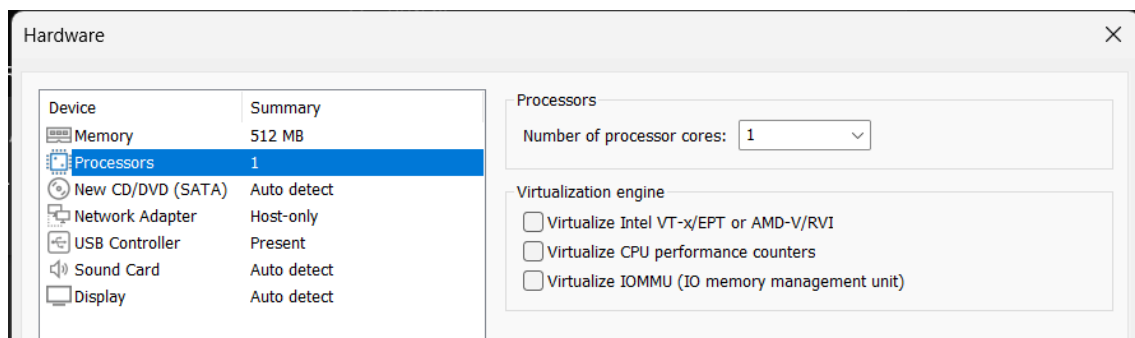 Hardware
Device Summary
Memory 512 MB
Processors 1
New CD/DVD (SATA) Auto detect
Network Adapter Host-only
USB Controller Present
Sound Card Auto detect
Display Auto detect
Processors
Number of processor cores: 1
Virtualization engine
Virtualize Intel VT-x/EPT or AMD-V/RVI
Virtualize CPU performance counters
Virtualize IOMMU (IO memory management unit)